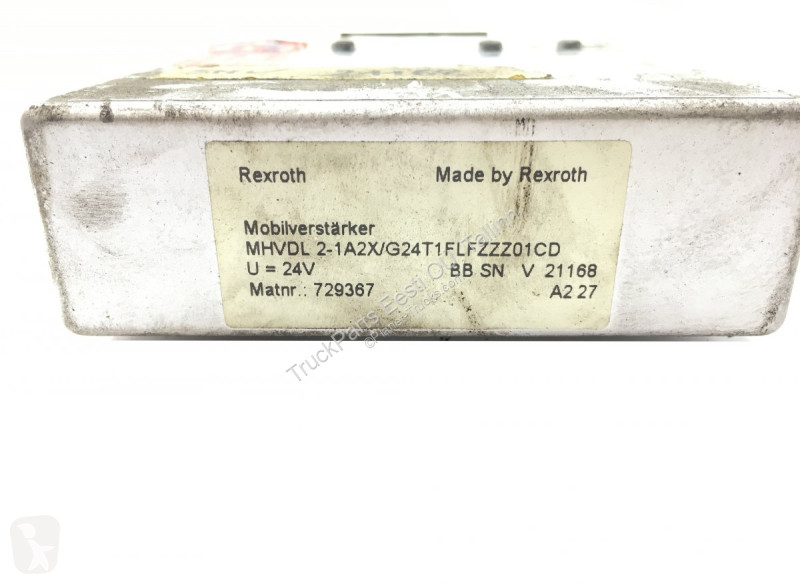 Rexroth Made by Rexroth
Mobilverstärker
MHVDL 2-1A2X/G24T1FLFZZZ01CD
U = 24V BB SN V 21168
Matnr.: 729367 A2 27
TruckParts Eesti OÜ, Tallinn